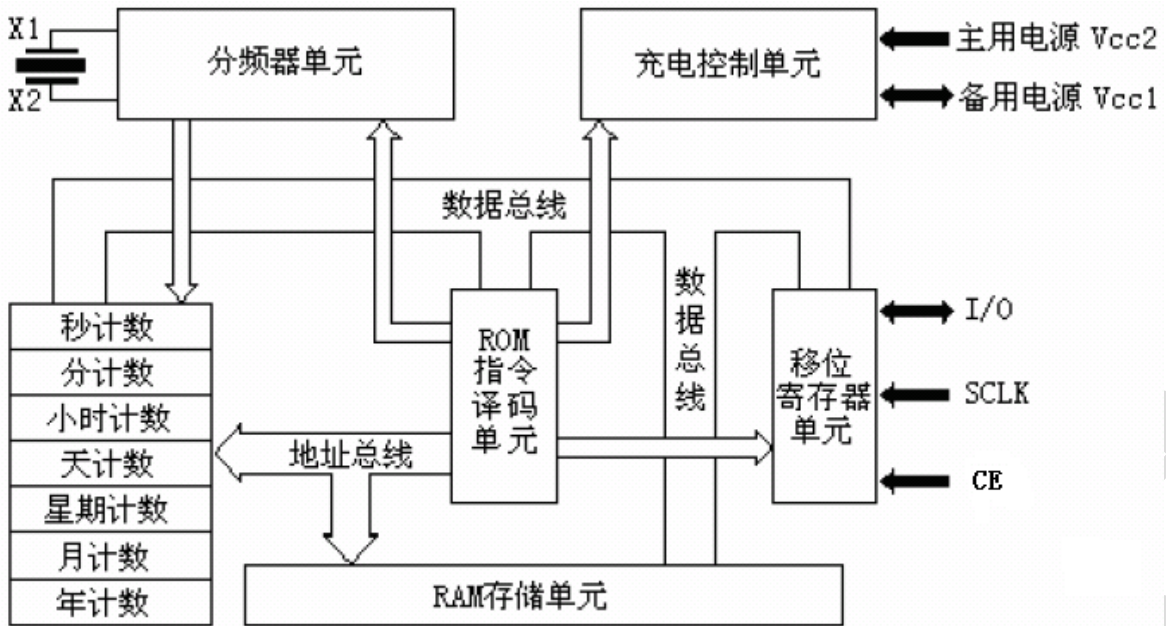 X1
X2
分频器单元
充电控制单元
主用电源 Vcc2
备用电源 Vcc1
数据总线
数
据
总
线
秒计数
分计数
小时计数
天计数
星期计数
月计数
年计数
ROM
指令
译码
单元
地址总线
移位
寄存器
单元
I/O
SCLK
CE
RAM存储单元